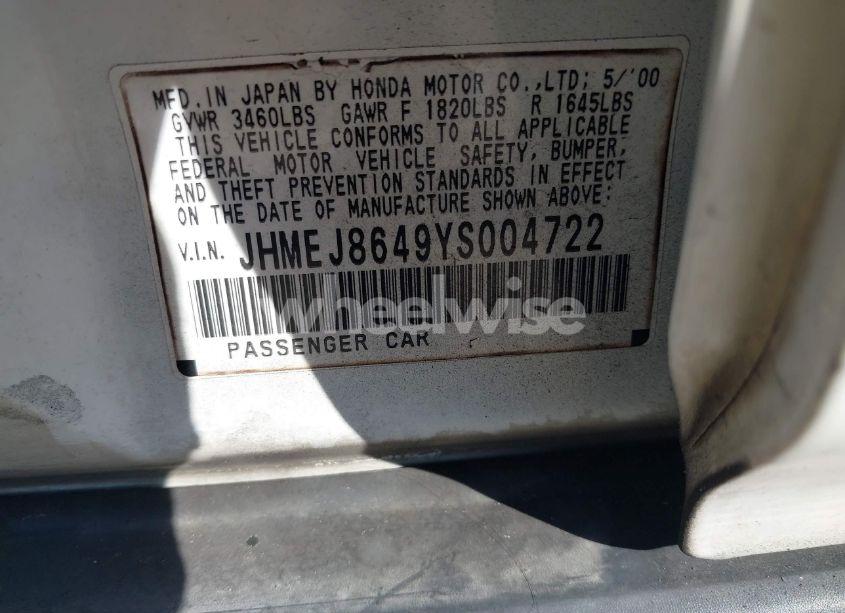 MFD. IN JAPAN BY HONDA MOTOR CO.,LTD; 5/'00
GVWR 3460LBS GAWR F 1820LBS R 1645LBS
THIS VEHICLE CONFORMS TO ALL APPLICABLE
FEDERAL MOTOR VEHICLE SAFETY, BUMPER,
AND THEFT PREVENTION STANDARDS IN EFFECT
ON THE DATE OF MANUFACTURE SHOWN ABOVE:
V.I.N. JHMEJ8649YS004722
wheelwise
PASSENGER CAR